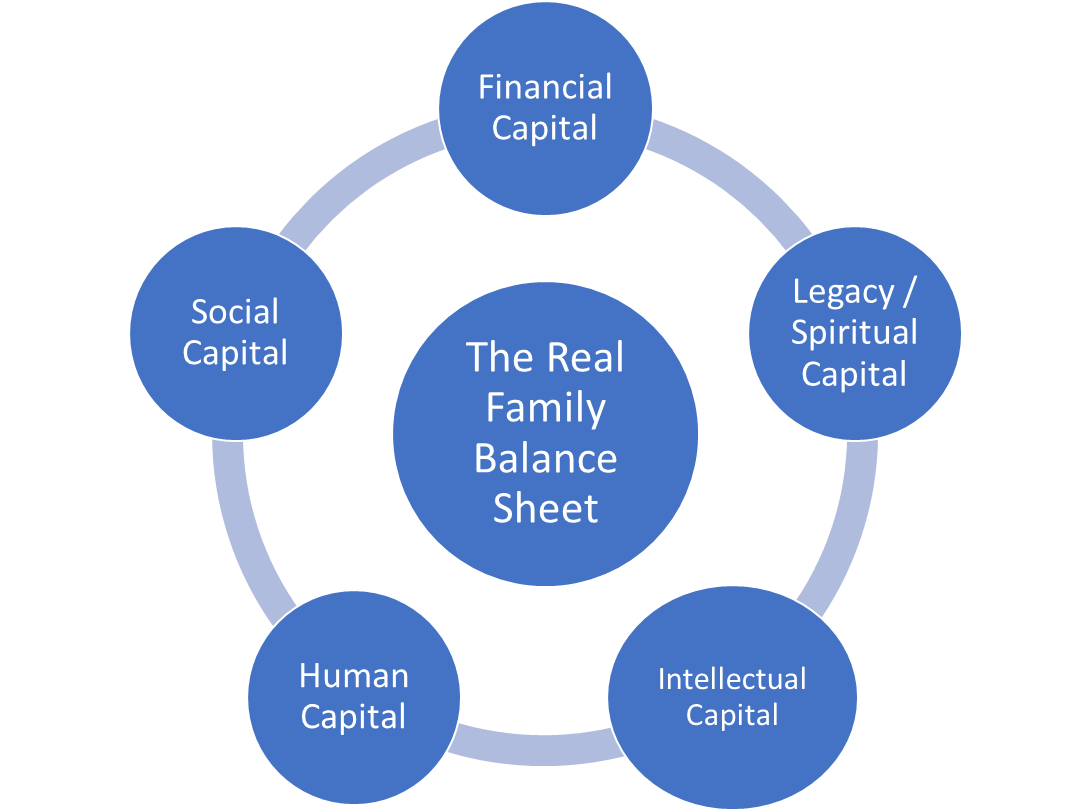 Financial
Capital
Legacy /
Spiritual
Capital
Intellectual
Capital
Human
Capital
Social
Capital
The Real
Family
Balance
Sheet